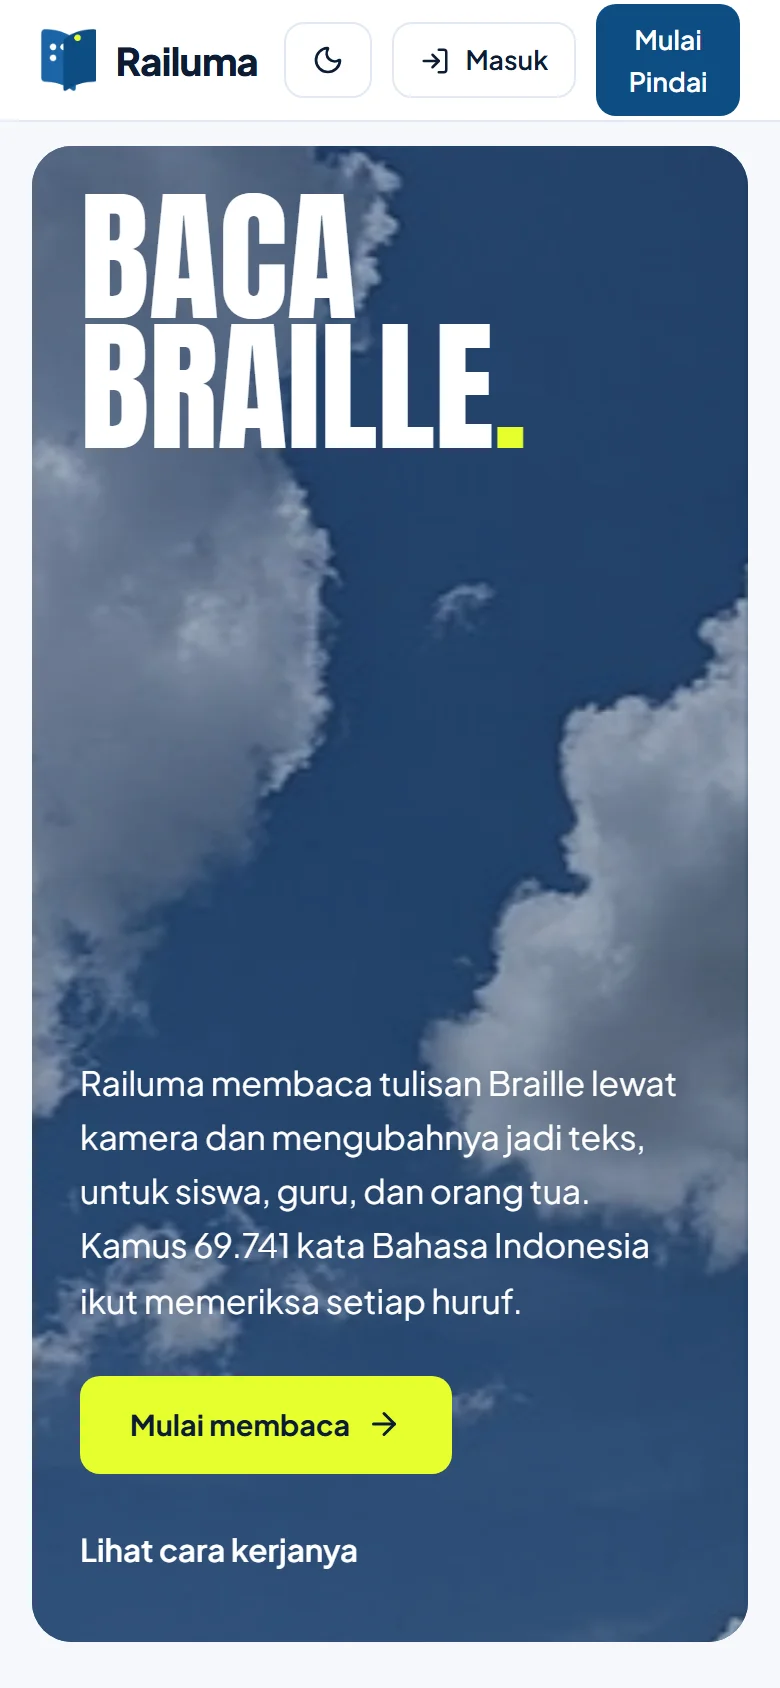 Railuma
Masuk
Mulai
Pindai
BACA
BRAILLE.
Railuma membaca tulisan Braille lewat
kamera dan mengubahnya jadi teks,
untuk siswa, guru, dan orang tua.
Kamus 69.741 kata Bahasa Indonesia
ikut memeriksa setiap huruf.
Mulai membaca →
Lihat cara kerjanya